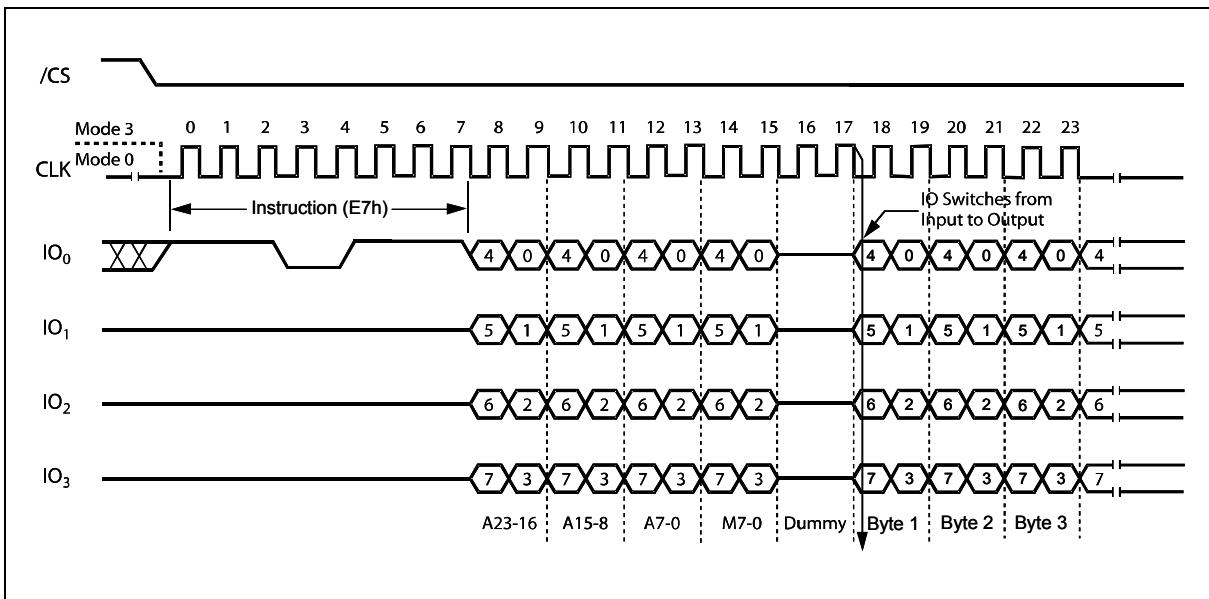 /CS
Mode 3
0 1 2 3 4 5 6 7 8 9 10 11 12 13 14 15 16 17 18 19 20 21 22 23
CLK
Mode 0
Instruction (E7h)
IO Switches from
Input to Output
IO0
4 0 4 0 4 0 4 0 4 0 4 0 4 0 4
IO1
5 1 5 1 5 1 5 1 5 1 5 1 5 1 5
IO2
6 2 6 2 6 2 6 2 6 2 6 2 6 2 6
IO3
7 3 7 3 7 3 7 3 7 3 7 3 7 3 7
A23-16 A15-8 A7-0 M7-0 Dummy Byte 1 Byte 2 Byte 3